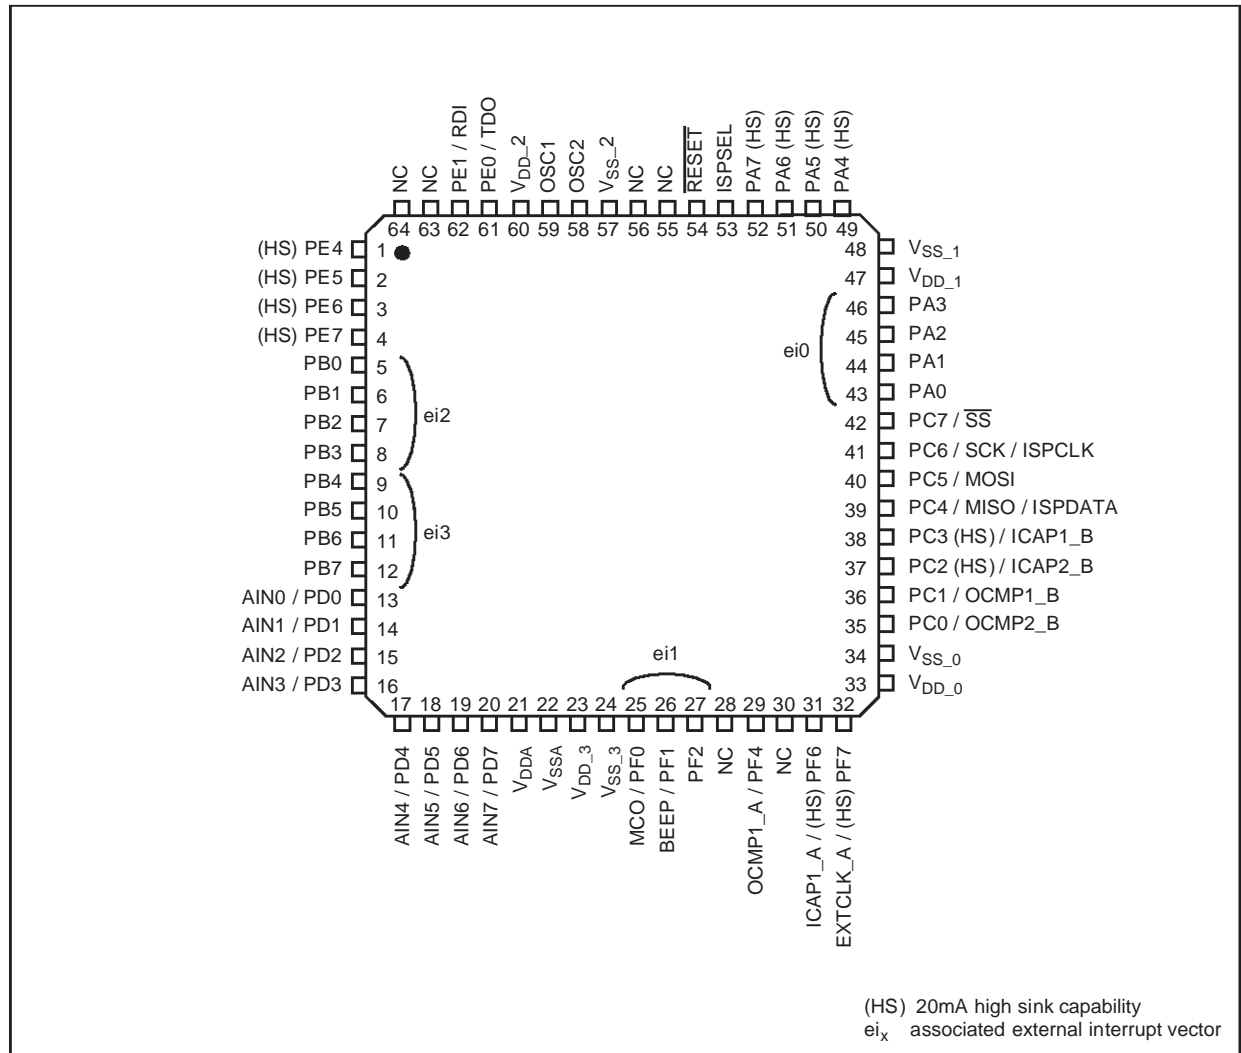 NC
NC
PE1 / RDI
PE0 / TDO
VDD_2
OSC1
OSC2
VSS_2
NC
NC
RESET
ISPSEL
PA7 (HS)
PA6 (HS)
PA5 (HS)
PA4 (HS)
64 63 62 61 60 59 58 57 56 55 54 53 52 51 50 49
(HS) PE4 1
(HS) PE5 2
(HS) PE6 3
(HS) PE7 4
PB0 5
PB1 6
PB2 7
PB3 8
ei2
PB4 9
PB5 10
PB6 11
PB7 12
ei3
AIN0 / PD0 13
AIN1 / PD1 14
AIN2 / PD2 15
AIN3 / PD3 16
48 VSS_1
47 VDD_1
46 PA3
45 PA2
44 PA1
43 PA0
ei0
42 PC7 / SS
41 PC6 / SCK / ISPCLK
40 PC5 / MOSI
39 PC4 / MISO / ISPDATA
38 PC3 (HS) / ICAP1_B
37 PC2 (HS) / ICAP2_B
36 PC1 / OCMP1_B
35 PC0 / OCMP2_B
34 VSS_0
33 VDD_0
ei1
17 18 19 20 21 22 23 24 25 26 27 28 29 30 31 32
AIN4 / PD4
AIN5 / PD5
AIN6 / PD6
AIN7 / PD7
VDDA
VSSA
VDD_3
VSS_3
MCO / PF0
BEEP / PF1
PF2
NC
OCMP1_A / PF4
NC
ICAP1_A / (HS) PF6
EXTCLK_A / (HS) PF7
(HS) 20mA high sink capability
eix associated external interrupt vector